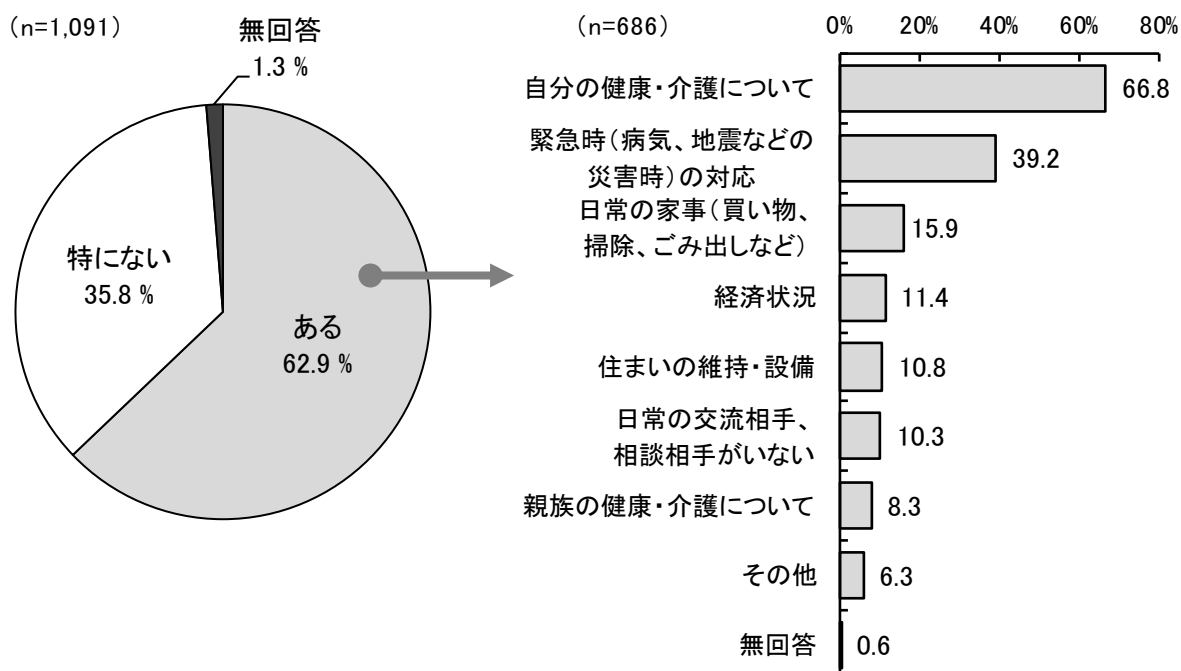 （n=1,091）
無回答
1.3 %
特にない
35.8 %
ある
62.9 %
（n=686）
0% 20% 40% 60% 80%
自分の健康・介護について 66.8
緊急時（病気、地震などの
災害時）の対応 39.2
日常の家事（買い物、
掃除、ごみ出しなど） 15.9
経済状況 11.4
住まいの維持・設備 10.8
日常の交流相手、
相談相手がいない 10.3
親族の健康・介護について 8.3
その他 6.3
無回答 0.6